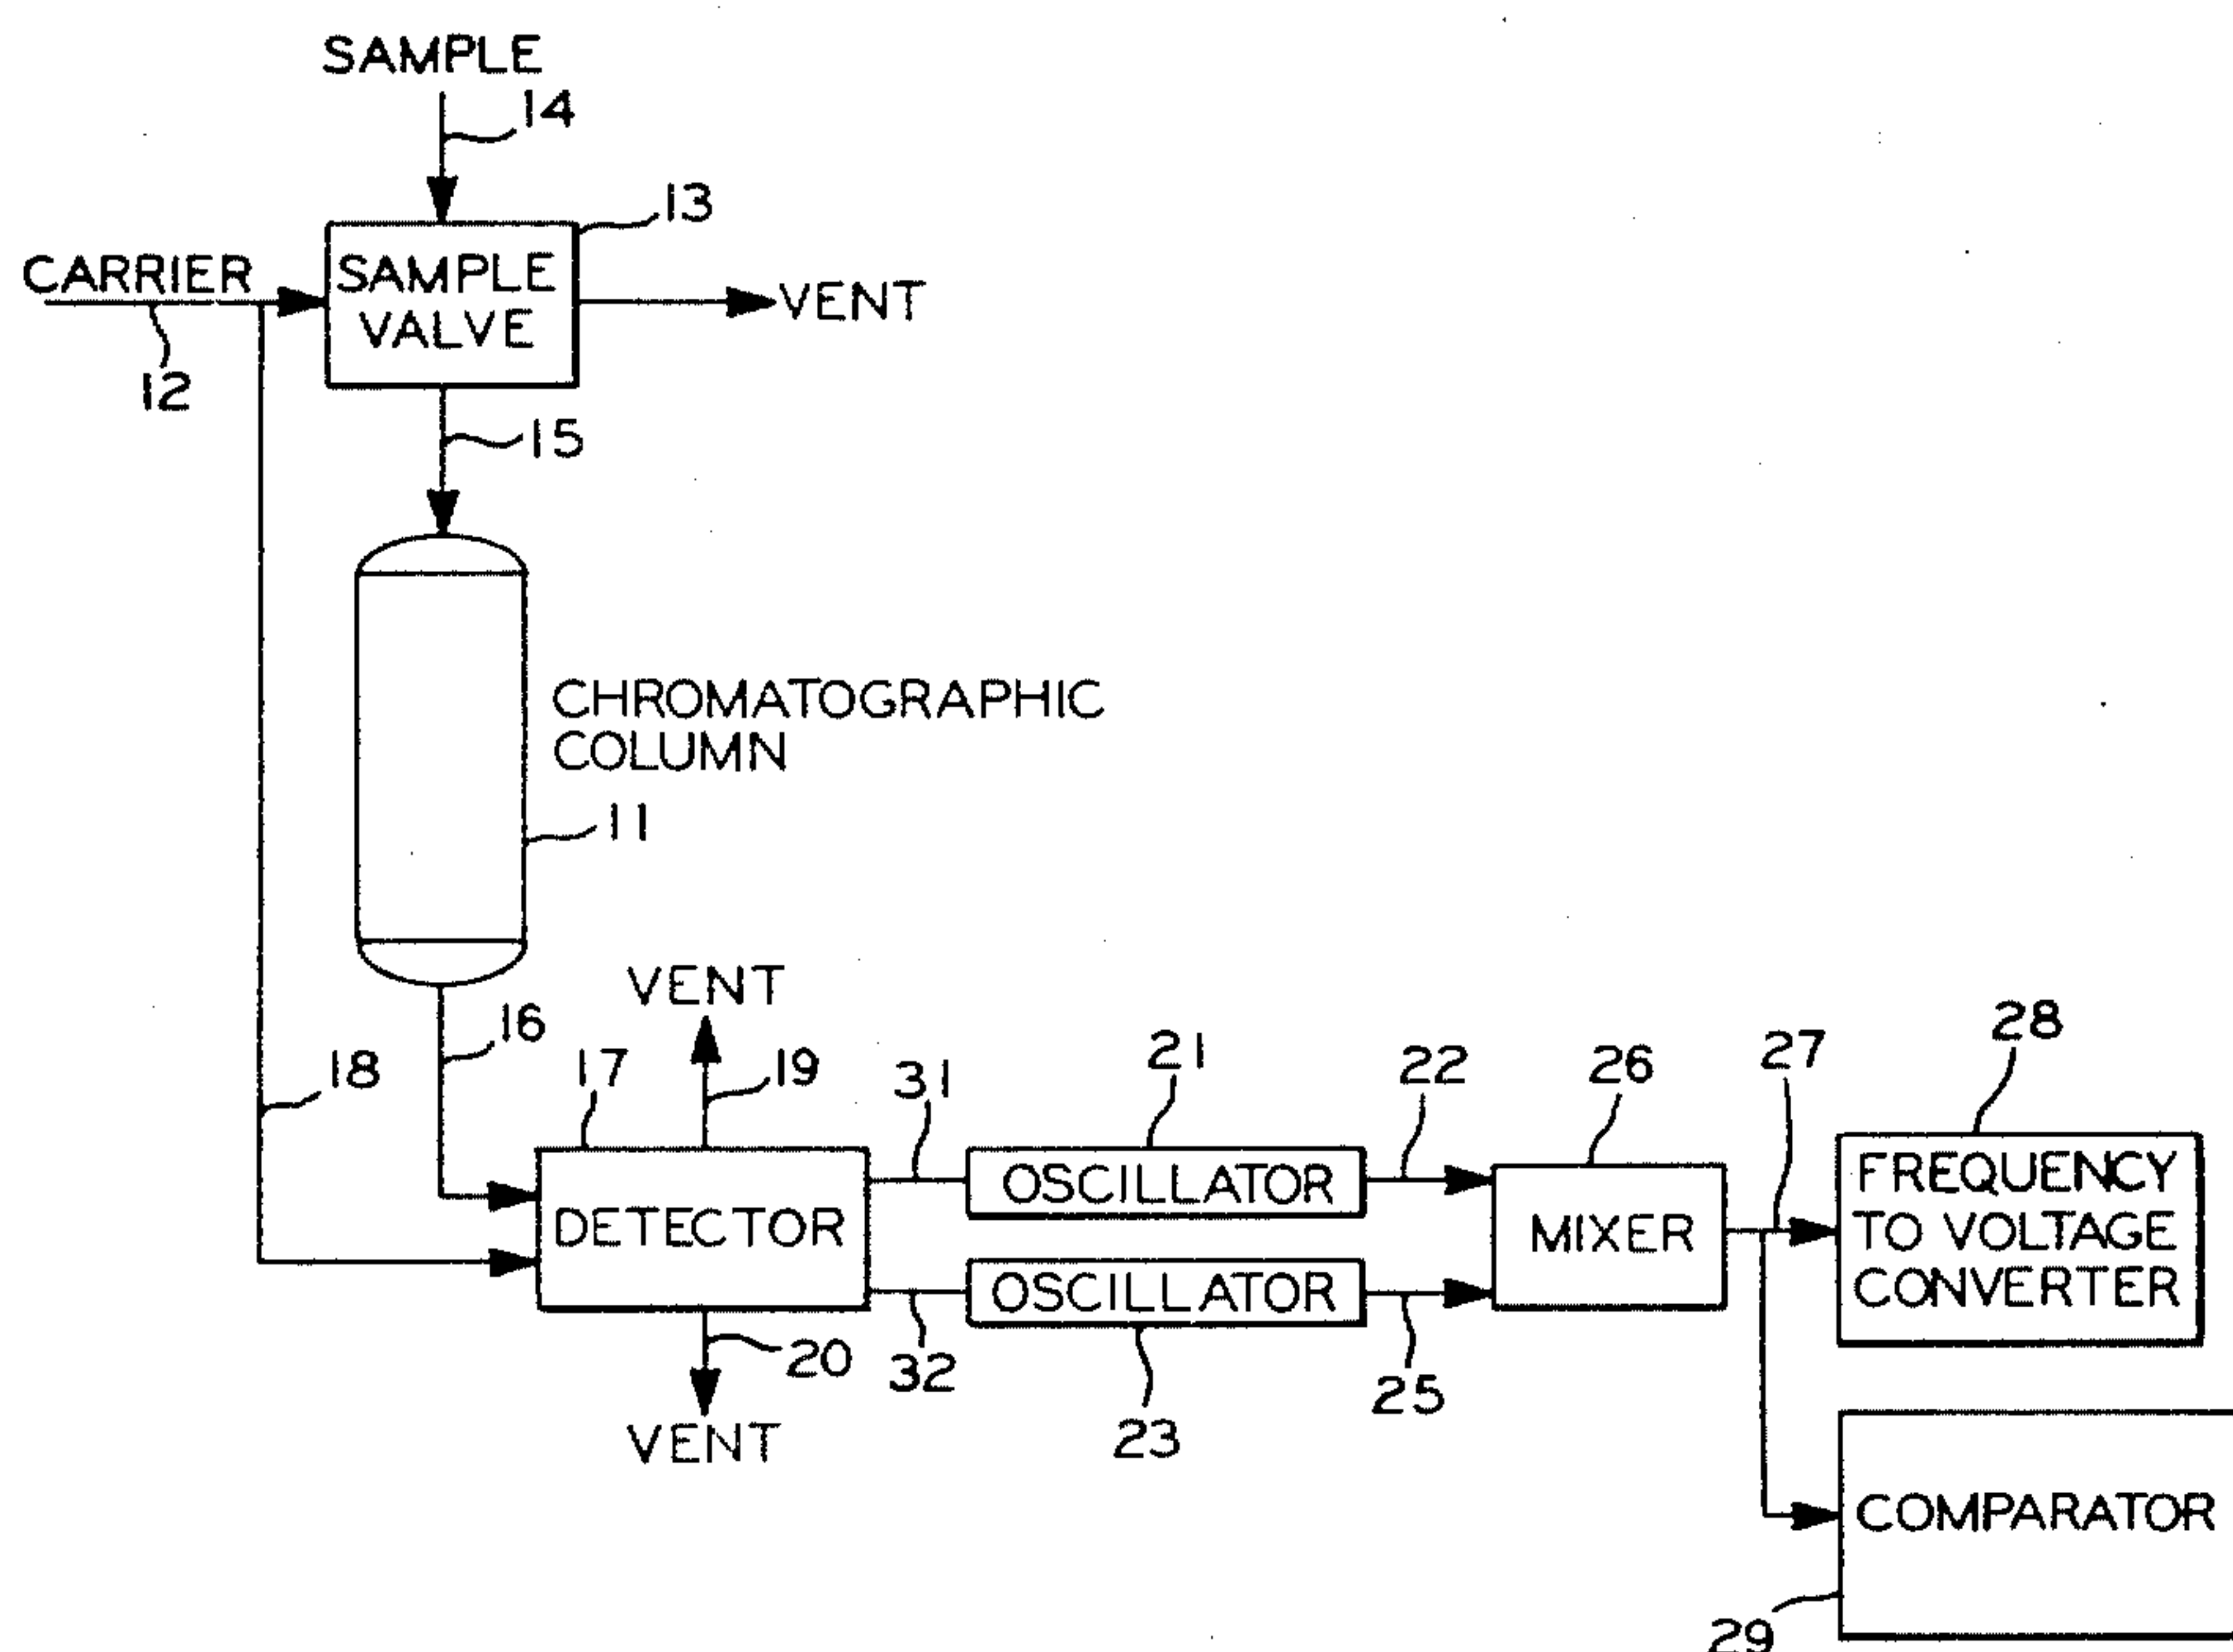 SAMPLE
14
13
CARRIER
SAMPLE
VALVE
VENT
12
15
CHROMATOGRAPHIC
COLUMN
11
VENT
16
18
17
19
31
21
22
26
27
28
OSCILLATOR
FREQUENCY
TO VOLTAGE
CONVERTER
DETECTOR
MIXER
OSCILLATOR
20
32
23
25
VENT
COMPARATOR
29